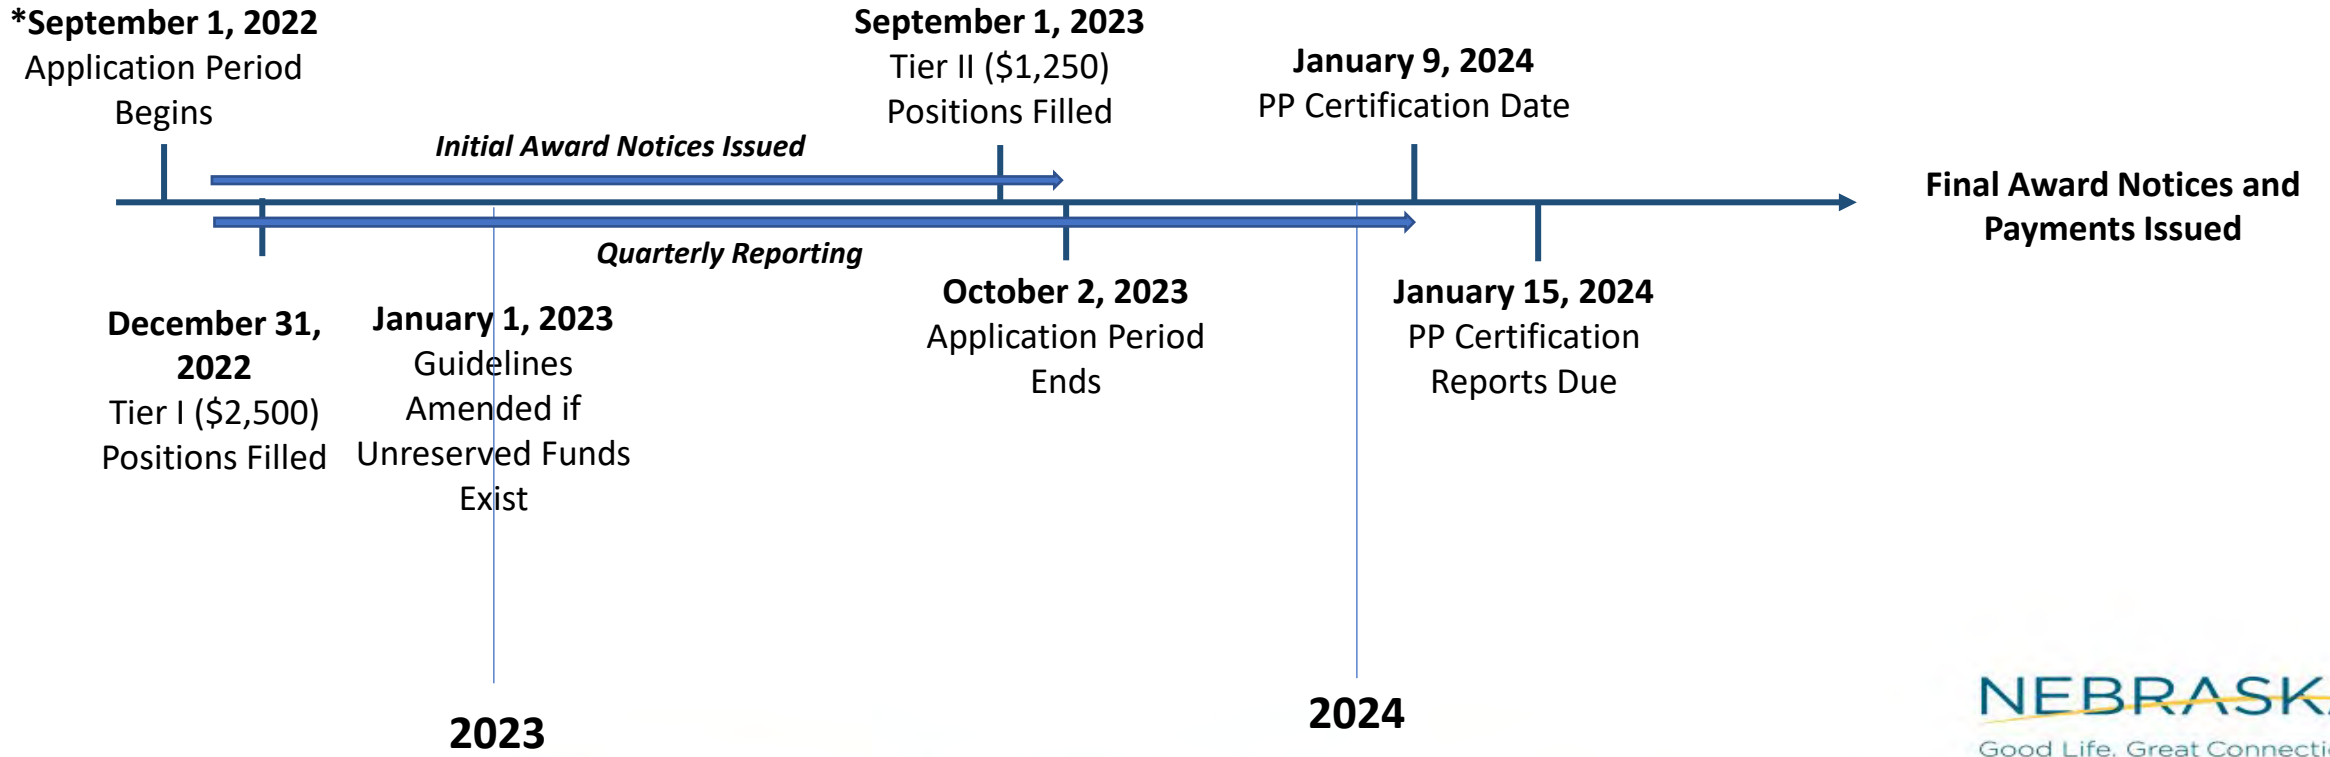 *September 1, 2022
Application Period
Begins
September 1, 2023
Tier II ($1,250)
Positions Filled
January 9, 2024
PP Certification Date
Initial Award Notices Issued
Final Award Notices and
Payments Issued
Quarterly Reporting
December 31,
2022
Tier I ($2,500)
Positions Filled
January 1, 2023
Guidelines
Amended if
Unreserved Funds
Exist
October 2, 2023
Application Period
Ends
January 15, 2024
PP Certification
Reports Due
2023
2024
NEBRASKA
Good Life. Great Connecti